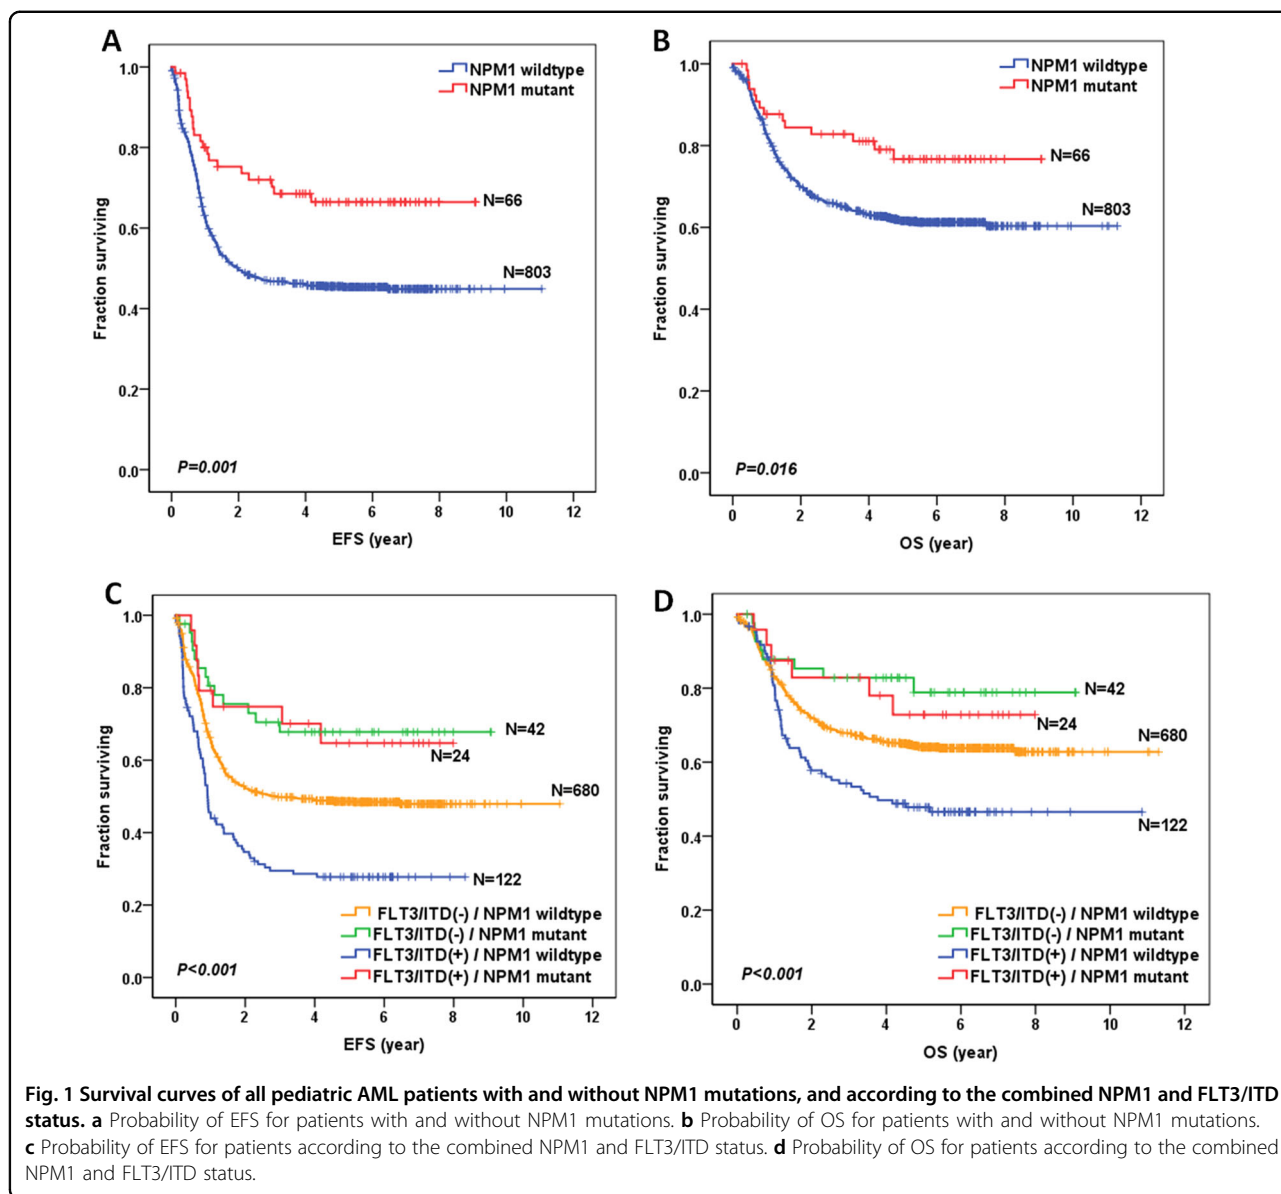 A
NPM1 wildtype
NPM1 mutant
1.0
0.8
0.6
0.4
0.2
0.0
Fraction surviving
N=66
N=803
P=0.001
0 2 4 6 8 10 12
EFS (year)
B
NPM1 wildtype
NPM1 mutant
1.0
0.8
0.6
0.4
0.2
0.0
Fraction surviving
N=66
N=803
P=0.016
0 2 4 6 8 10 12
OS (year)
C
1.0
0.8
0.6
0.4
0.2
0.0
Fraction surviving
N=42
N=24
N=680
N=122
FLT3/ITD(-) / NPM1 wildtype
FLT3/ITD(-) / NPM1 mutant
FLT3/ITD(+) / NPM1 wildtype
FLT3/ITD(+) / NPM1 mutant
P<0.001
0 2 4 6 8 10 12
EFS (year)
D
1.0
0.8
0.6
0.4
0.2
0.0
Fraction surviving
N=42
N=24
N=680
N=122
FLT3/ITD(-) / NPM1 wildtype
FLT3/ITD(-) / NPM1 mutant
FLT3/ITD(+) / NPM1 wildtype
FLT3/ITD(+) / NPM1 mutant
P<0.001
0 2 4 6 8 10 12
OS (year)
Fig. 1 Survival curves of all pediatric AML patients with and without NPM1 mutations, and according to the combined NPM1 and FLT3/ITD
status. a Probability of EFS for patients with and without NPM1 mutations. b Probability of OS for patients with and without NPM1 mutations.
c Probability of EFS for patients according to the combined NPM1 and FLT3/ITD status. d Probability of OS for patients according to the combined
NPM1 and FLT3/ITD status.